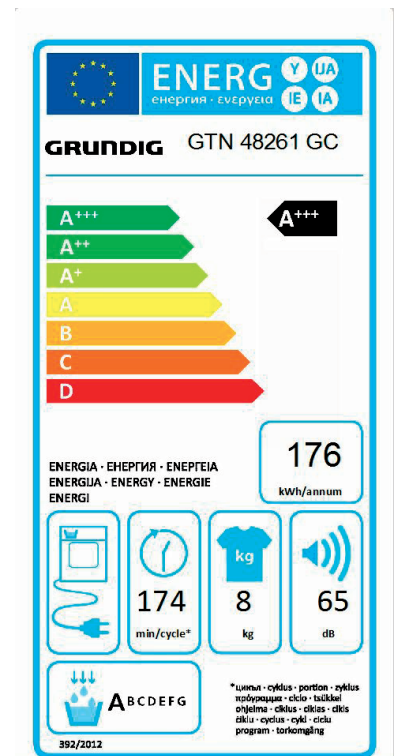 ENERG Y IJA
енергия · ενεργεια IE IA
GRUNDIG GTN 48261 GC
A+++ A+++
A++
A+
A
B
C
D
ENERGIA · ЕНЕРГИЯ · ΕΝΕΡΓΕΙΑ
ENERGIJA · ENERGY · ENERGIE
ENERGI
176
kWh/annum
kg
174 8 65
min/cycle* kg dB
ABCDEFG
*цикъл · cyklus · portion · zyklus
πρόγραμμα · ciclo · tsükkel
ohjelma · ciklus · ciklas · cikls
ċiklu · cyclus · cykl · ciclu
program · torkomgång
392/2012